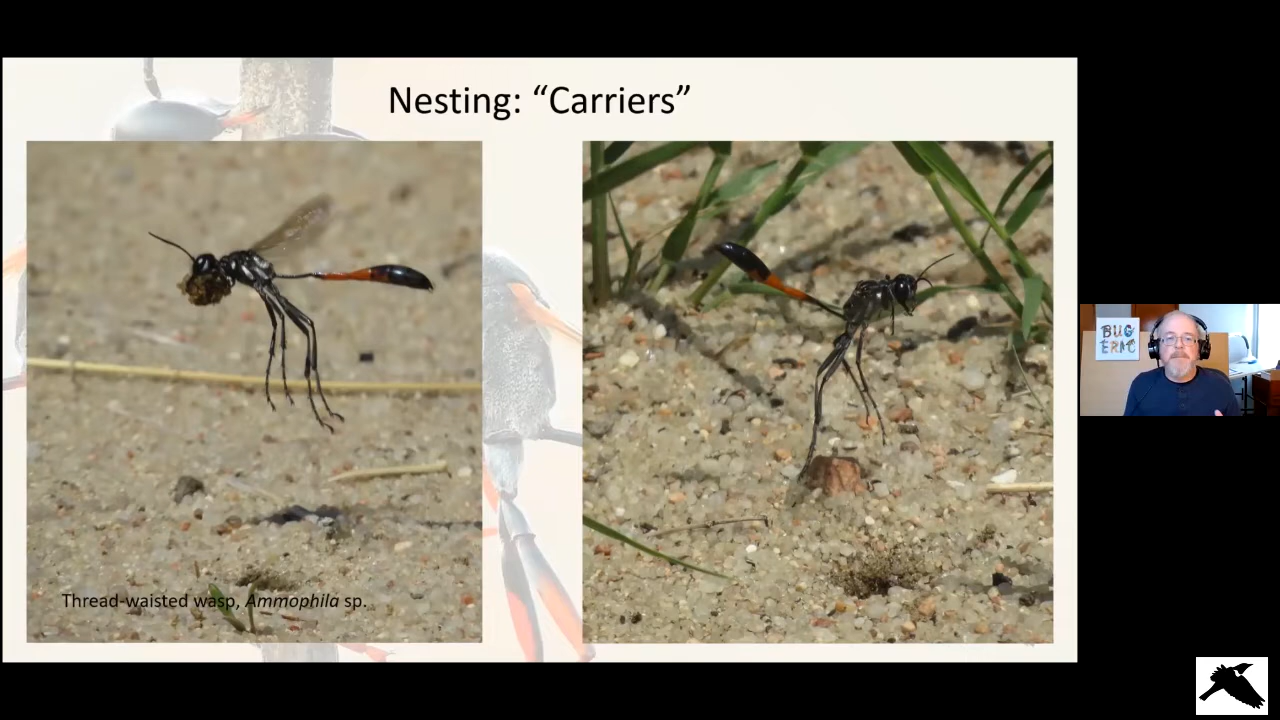 Nesting: “Carriers”
Thread-waisted wasp, Ammophila sp.
BUG
ERIC